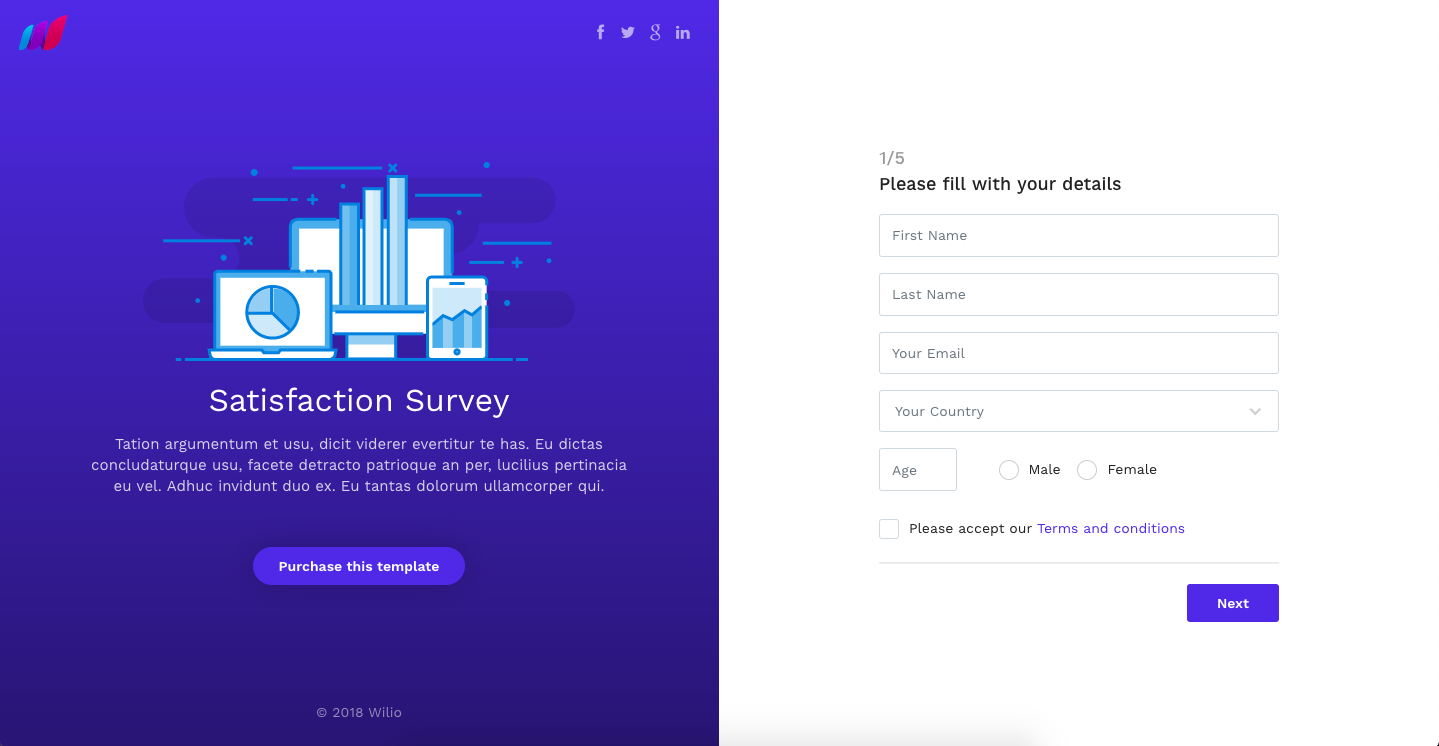 Satisfaction Survey
Tation argumentum et usu, dicit viderer evertitur te has. Eu dictas
concludaturque usu, facete detracto patrioque an per, lucilius pertinacia
eu vel. Adhuc invidunt duo ex. Eu tantas dolorum ullamcorper qui.
Purchase this template
© 2018 Wilio
1/5
Please fill with your details
First Name
Last Name
Your Email
Your Country
Age
Male
Female
Please accept our Terms and conditions
Next